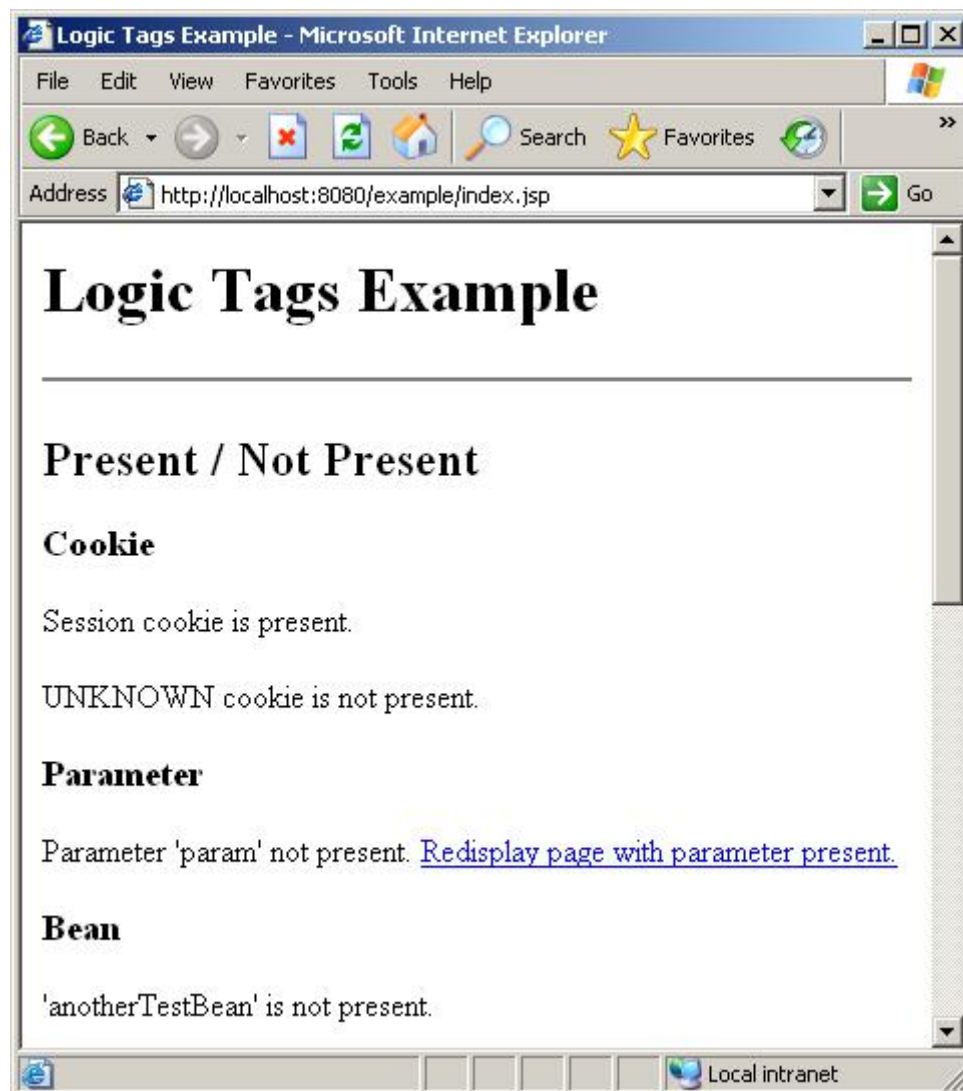 Logic Tags Example - Microsoft Internet Explorer
File Edit View Favorites Tools Help
Back Search Favorites »
Address http://localhost:8080/example/index.jsp Go
Logic Tags Example
Present / Not Present
Cookie
Session cookie is present.
UNKNOWN cookie is not present.
Parameter
Parameter 'param' not present. Redisplay page with parameter present.
Bean
'anotherTestBean' is not present.
Local intranet